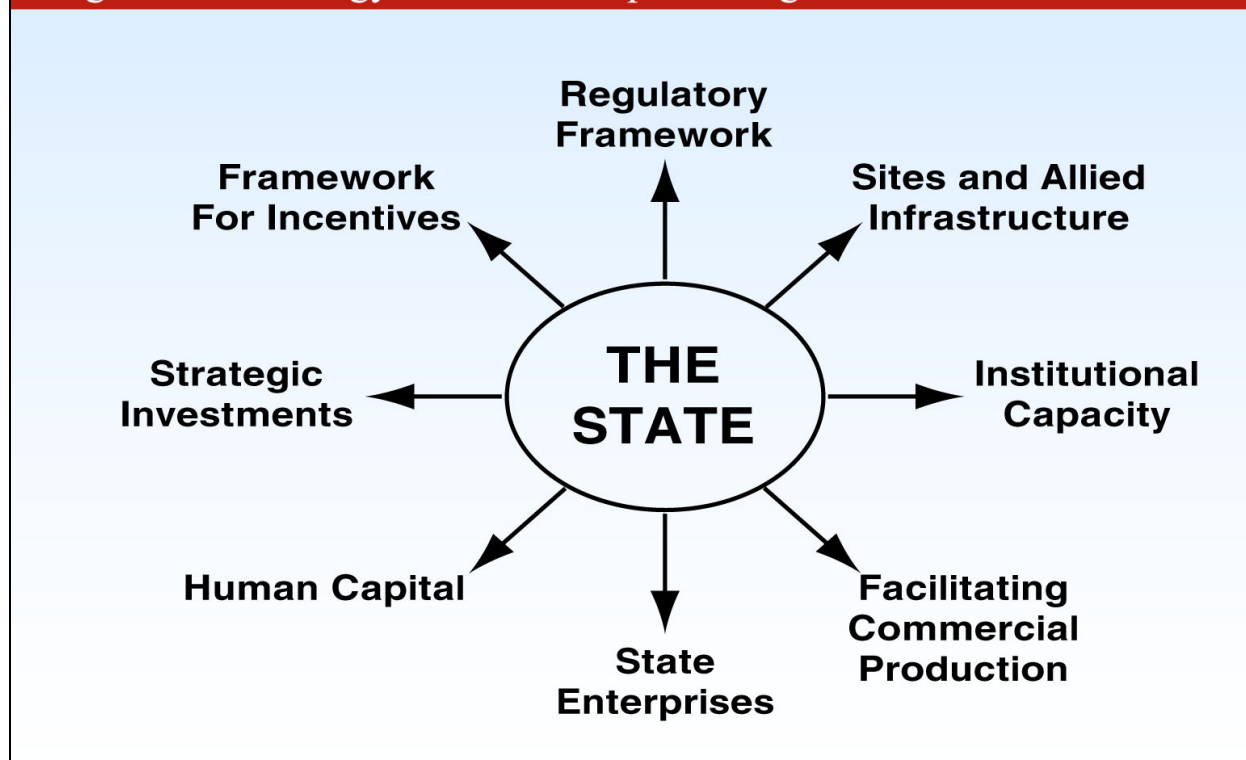 Regulatory
Framework
Framework
For Incentives
Sites and Allied
Infrastructure
THE
STATE
Strategic
Investments
Institutional
Capacity
Human Capital
Facilitating
Commercial
Production
State
Enterprises